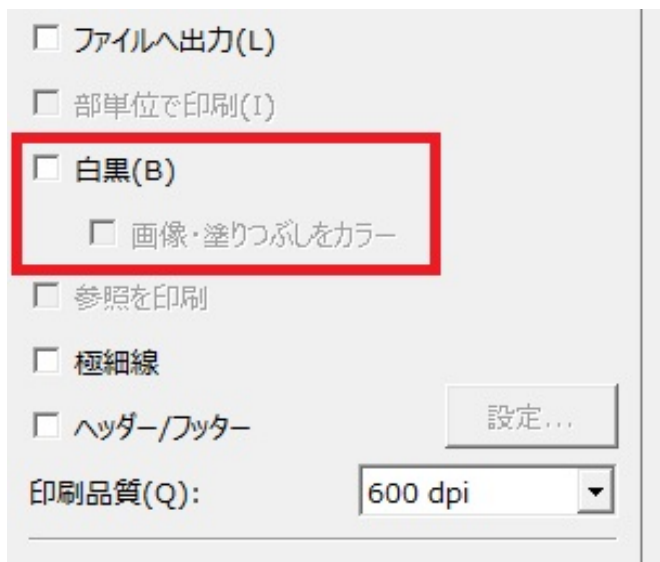 ファイルへ出力(L)
部単位で印刷(I)
白黒(B)
画像・塗りつぶしをカラー
参照を印刷
極細線
ヘッダー/フッター
設定...
印刷品質(Q):
600 dpi